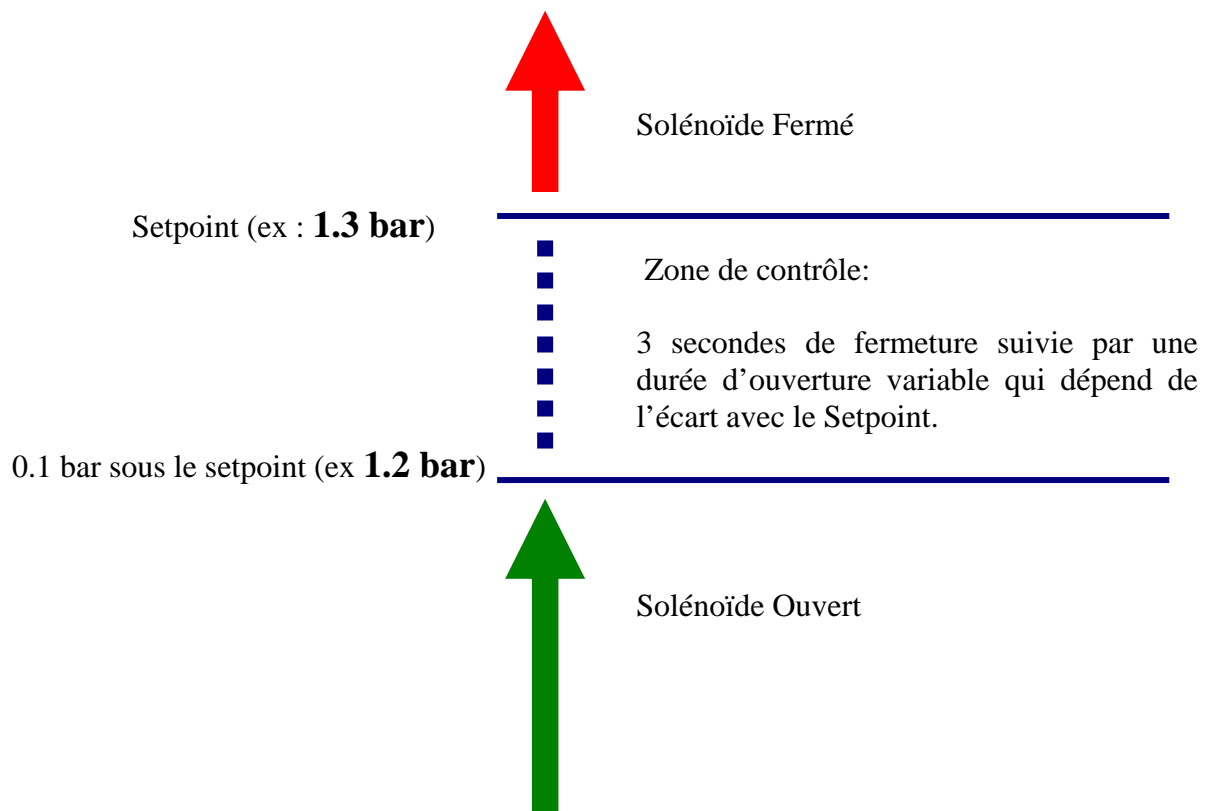 Solénoïde Fermé
Setpoint (ex : 1.3 bar)
Zone de contrôle:
3 secondes de fermeture suivie par une
durée d’ouverture variable qui dépend de
l’écart avec le Setpoint.
0.1 bar sous le setpoint (ex 1.2 bar)
Solénoïde Ouvert